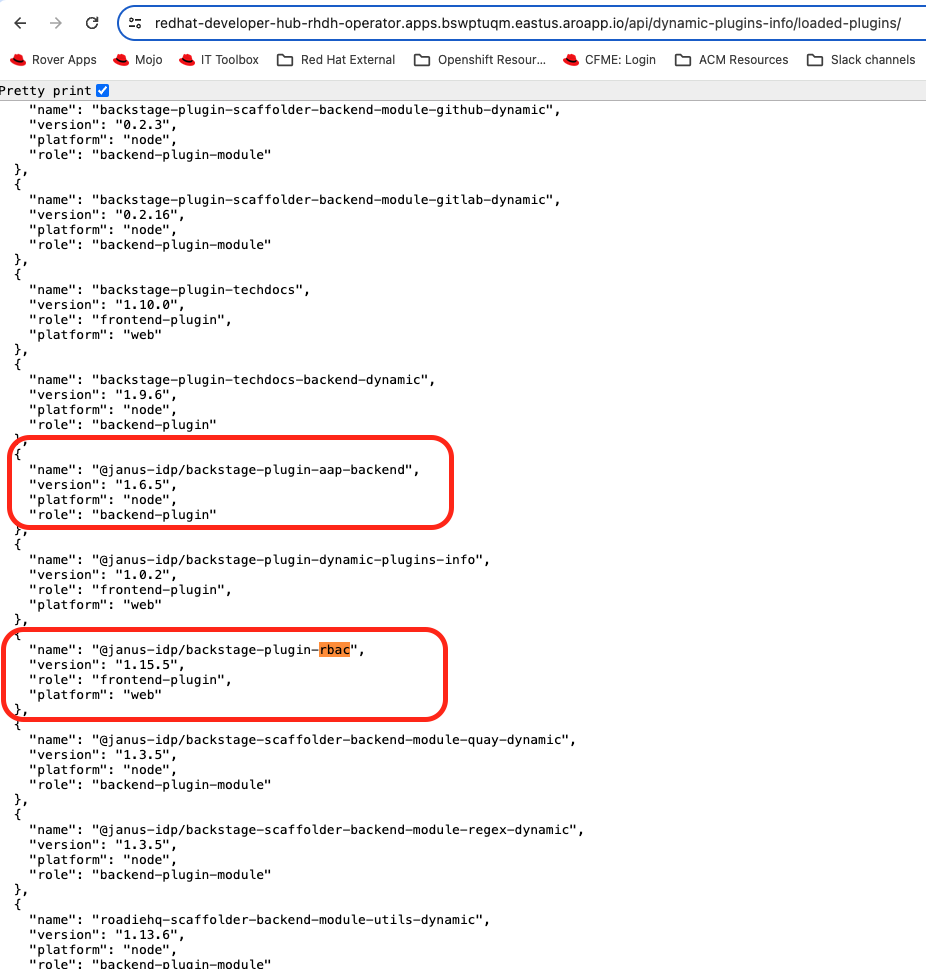 redhat-developer-hub-rhdh-operator.apps.bswptuqm.eastus.aroapp.io/api/dynamic-plugins-info/loaded-plugins/
Rover Apps Mojo IT Toolbox Red Hat External Openshift Resour... CFME: Login ACM Resources Slack channels
Pretty print
"name": "backstage-plugin-scaffolder-backend-module-github-dynamic",
"version": "0.2.3",
"platform": "node",
"role": "backend-plugin-module"
},
{
"name": "backstage-plugin-scaffolder-backend-module-gitlab-dynamic",
"version": "0.2.16",
"platform": "node",
"role": "backend-plugin-module"
},
{
"name": "backstage-plugin-techdocs",
"version": "1.10.0",
"role": "frontend-plugin",
"platform": "web"
},
{
"name": "backstage-plugin-techdocs-backend-dynamic",
"version": "1.9.6",
"platform": "node",
"role": "backend-plugin"
},
{
"name": "@janus-idp/backstage-plugin-aap-backend",
"version": "1.6.5",
"platform": "node",
"role": "backend-plugin"
},
{
"name": "@janus-idp/backstage-plugin-dynamic-plugins-info",
"version": "1.0.2",
"role": "frontend-plugin",
"platform": "web"
},
{
"name": "@janus-idp/backstage-plugin-rbac",
"version": "1.15.5",
"role": "frontend-plugin",
"platform": "web"
},
{
"name": "@janus-idp/backstage-scaffolder-backend-module-quay-dynamic",
"version": "1.3.5",
"platform": "node",
"role": "backend-plugin-module"
},
{
"name": "@janus-idp/backstage-scaffolder-backend-module-regex-dynamic",
"version": "1.3.5",
"platform": "node",
"role": "backend-plugin-module"
},
{
"name": "roadiehq-scaffolder-backend-module-utils-dynamic",
"version": "1.13.6",
"platform": "node",
"role": "backend-plugin-module"